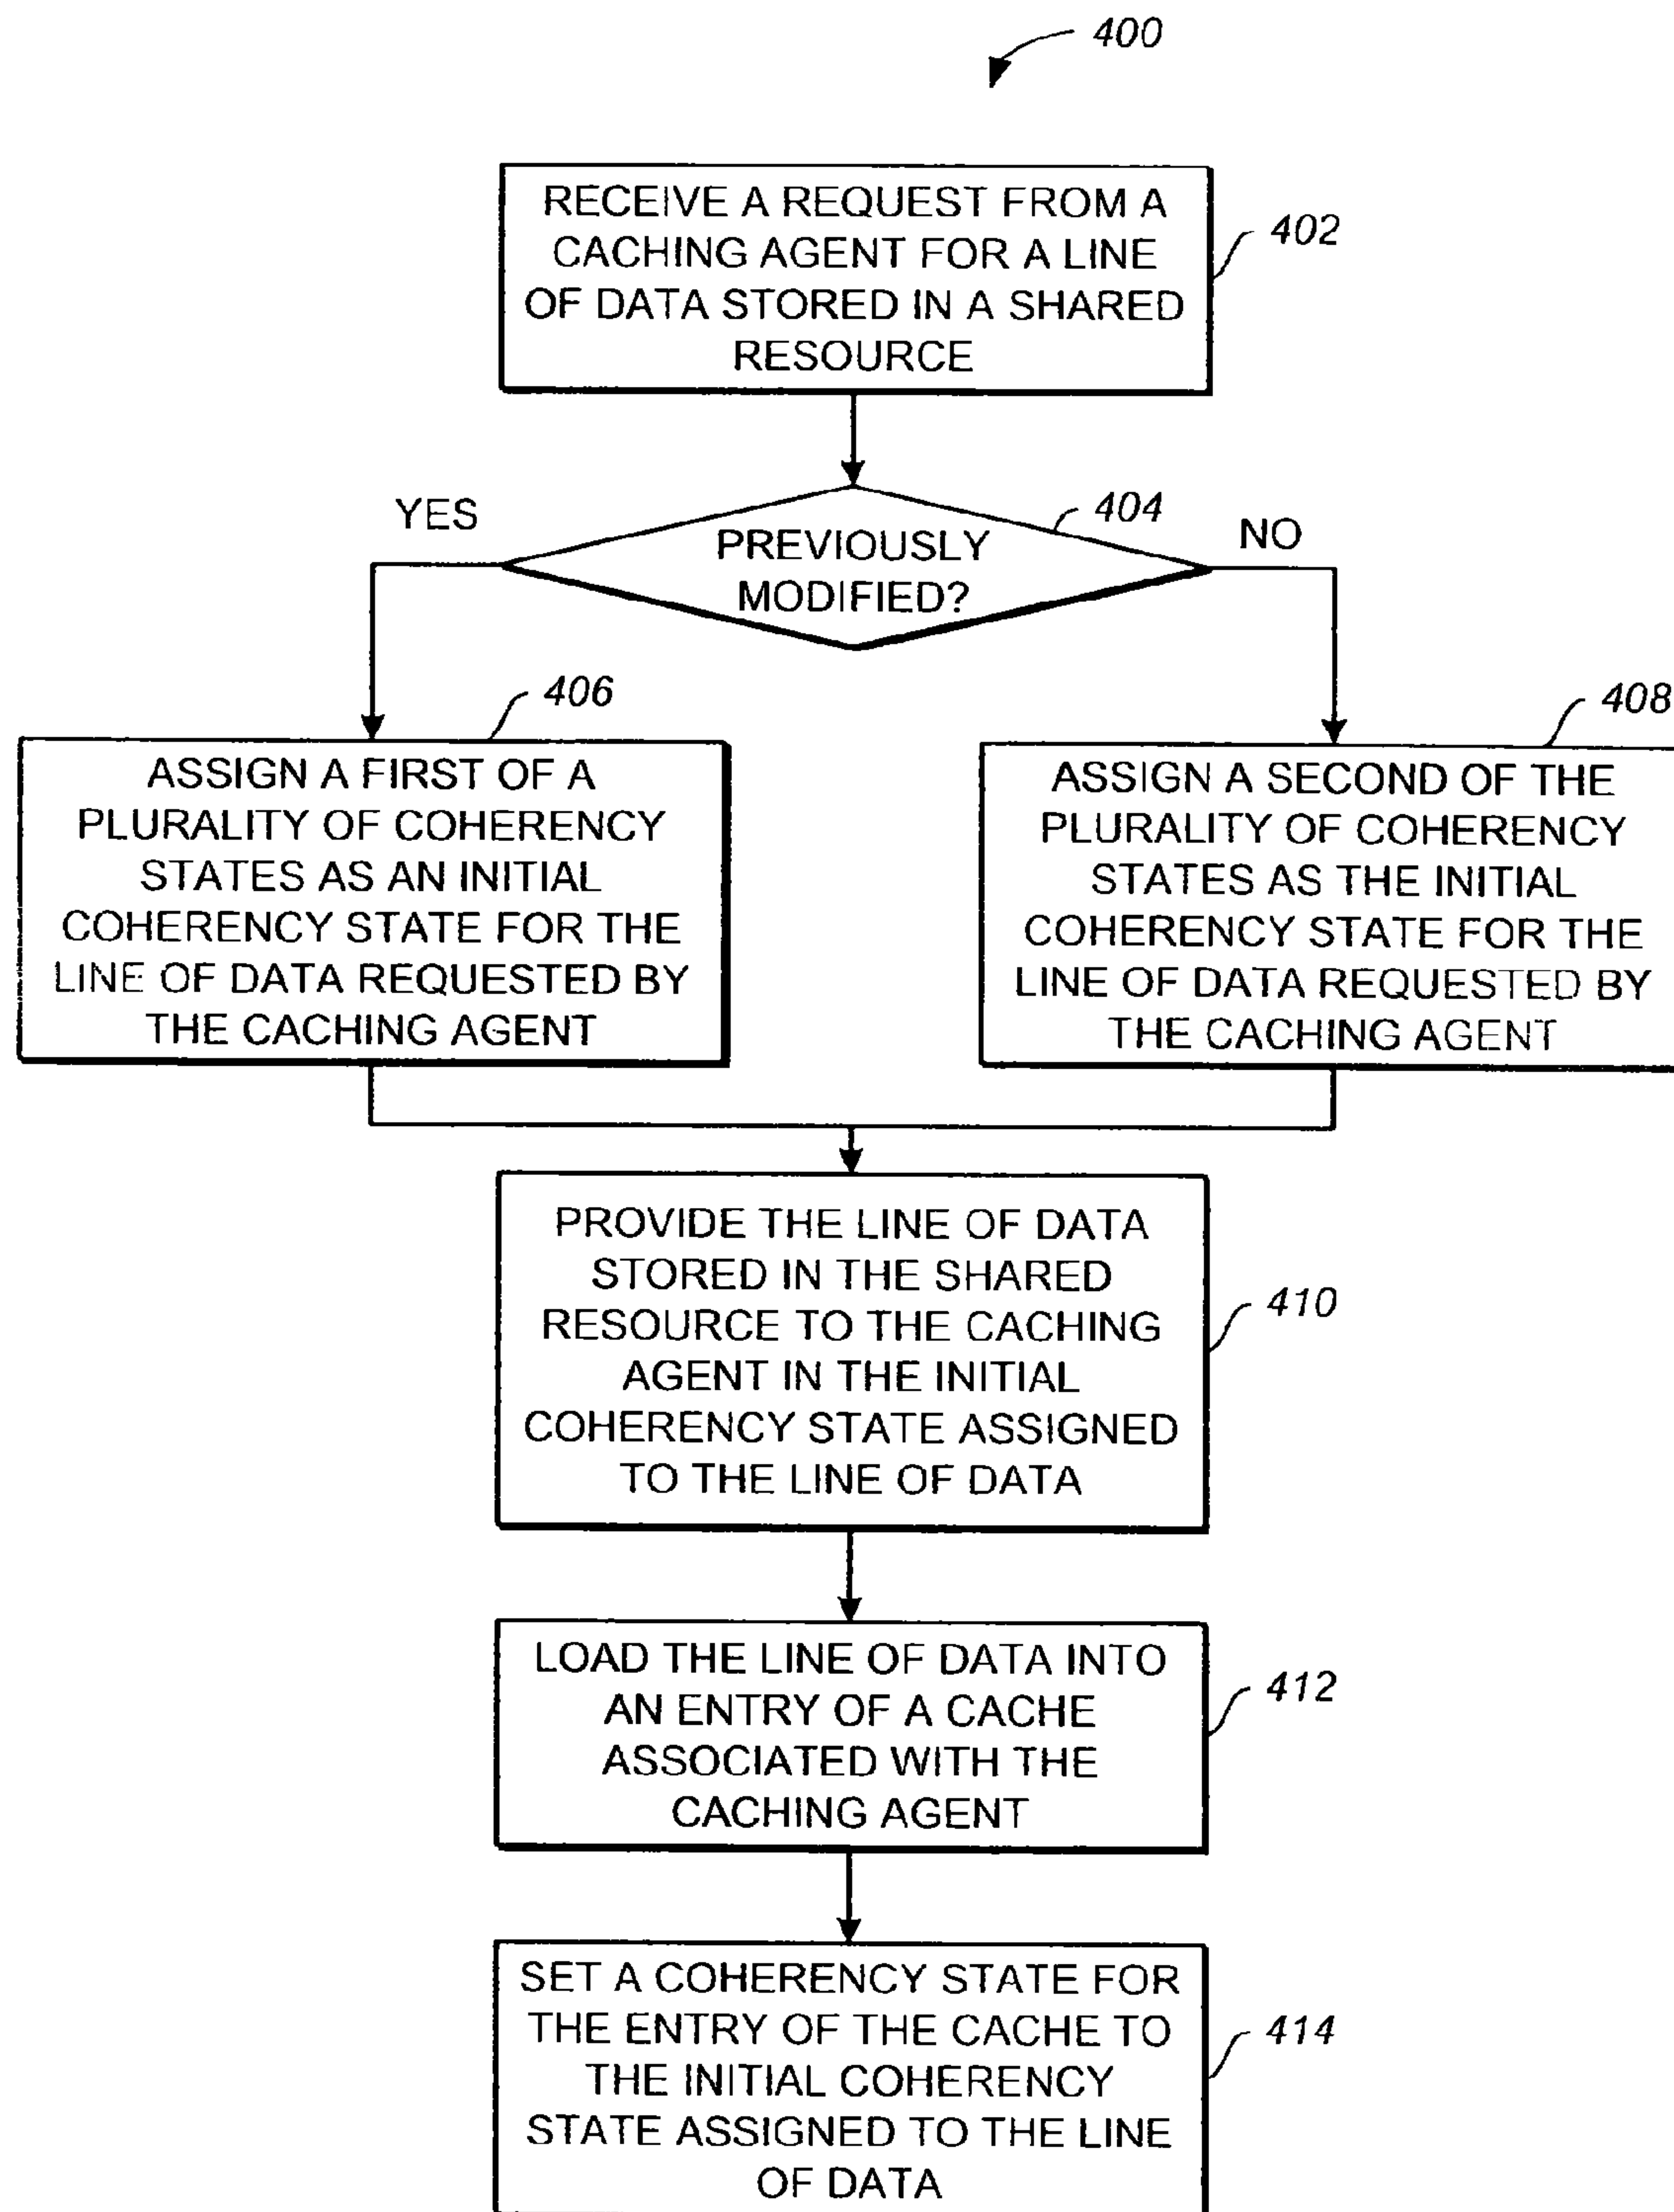 400
RECEIVE A REQUEST FROM A
CACHING AGENT FOR A LINE
OF DATA STORED IN A SHARED
RESOURCE
402
YES
404
NO
PREVIOUSLY
MODIFIED?
406
ASSIGN A FIRST OF A
PLURALITY OF COHERENCY
STATES AS AN INITIAL
COHERENCY STATE FOR THE
LINE OF DATA REQUESTED BY
THE CACHING AGENT
408
ASSIGN A SECOND OF THE
PLURALITY OF COHERENCY
STATES AS THE INITIAL
COHERENCY STATE FOR THE
LINE OF DATA REQUESTED BY
THE CACHING AGENT
PROVIDE THE LINE OF DATA
STORED IN THE SHARED
RESOURCE TO THE CACHING
AGENT IN THE INITIAL
COHERENCY STATE ASSIGNED
TO THE LINE OF DATA
410
LOAD THE LINE OF DATA INTO
AN ENTRY OF A CACHE
ASSOCIATED WITH THE
CACHING AGENT
412
SET A COHERENCY STATE FOR
THE ENTRY OF THE CACHE TO
THE INITIAL COHERENCY
STATE ASSIGNED TO THE LINE
OF DATA
414